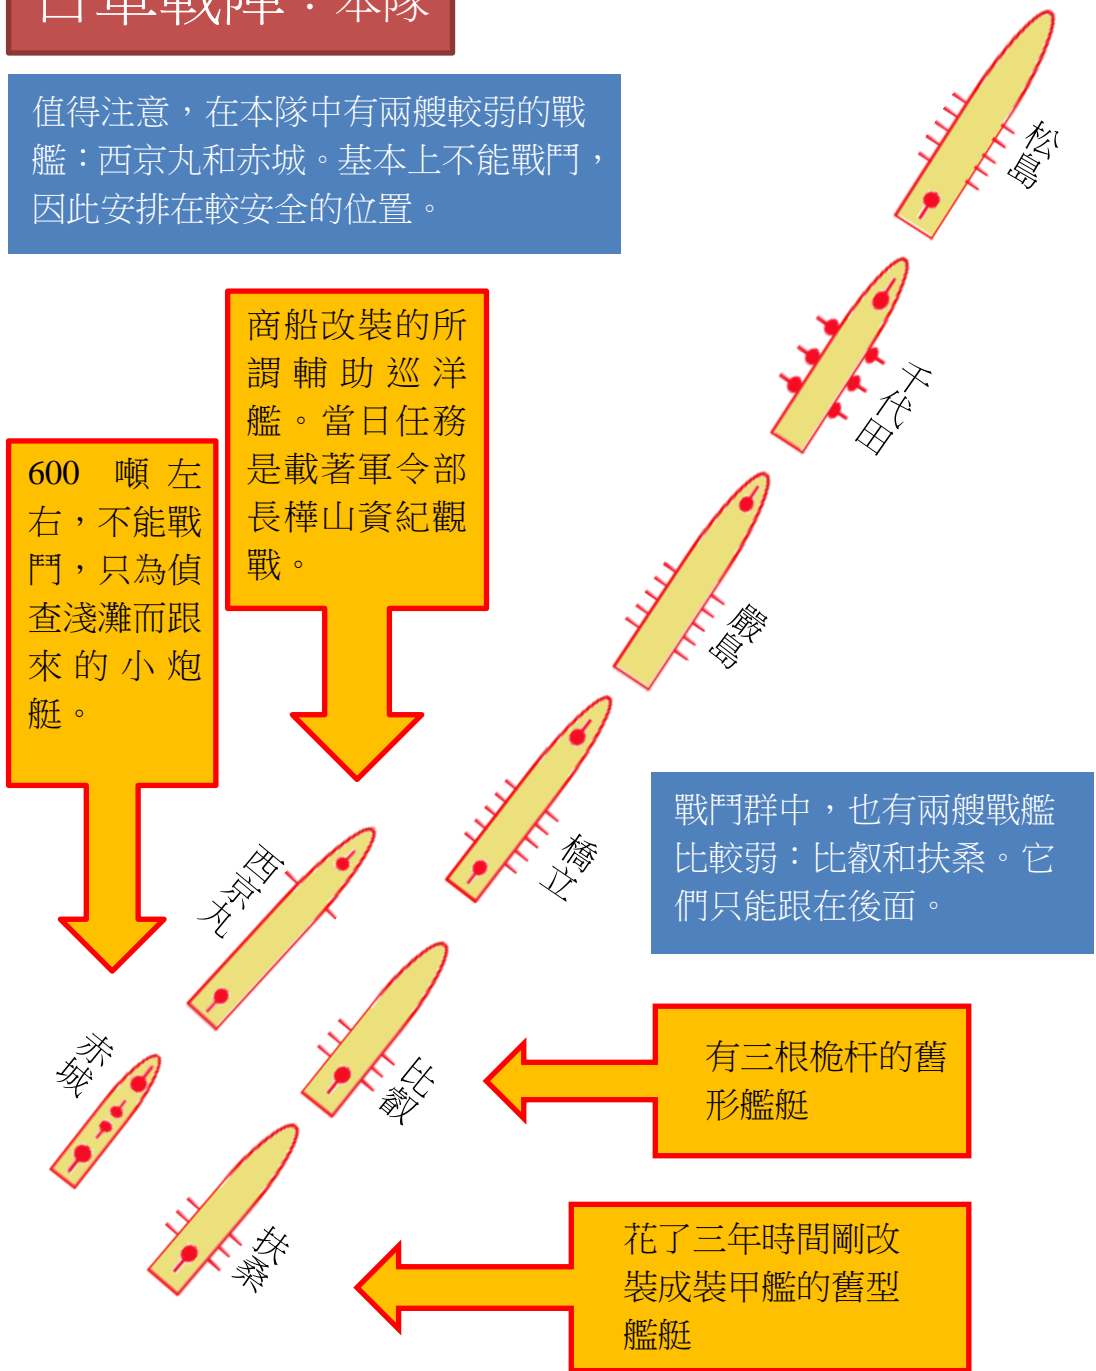 日軍戰陣：本隊
值得注意，在本隊中有兩艘較弱的戰
艦：西京丸和赤城。基本上不能戰鬥，
因此安排在較安全的位置。
商船改裝的所
謂輔助巡洋
艦。當日任務
是載著軍令部
長樺山資紀觀
戰。
600 噸左
右，不能戰
鬥，只為偵
查淺灘而跟
來的小炮
艇。
松島
千代田
嚴島
橋立
戰鬥群中，也有兩艘戰艦
比較弱：比叡和扶桑。它
們只能跟在後面。
西京丸
赤城
比叡
扶桑
有三根桅杆的舊
形艦艇
花了三年時間剛改
裝成裝甲艦的舊型
艦艇